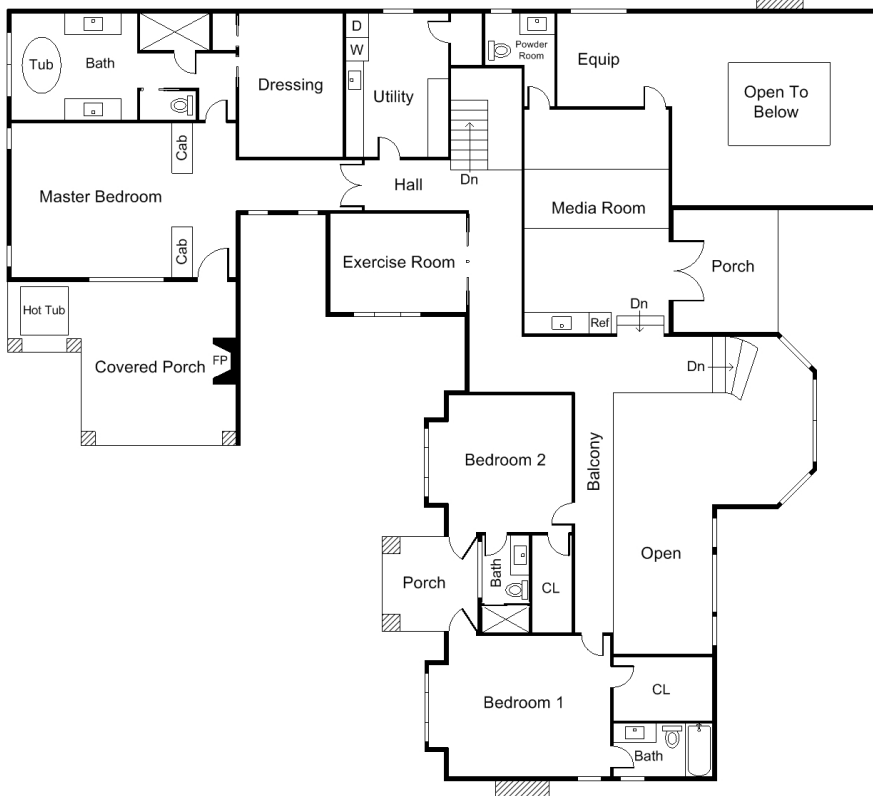 D
W
Tub
Bath
Dressing
Utility
Powder
Room
Equip
Open To
Below
Cab
Master Bedroom
Hall
Dn
Media Room
Cab
Exercise Room
Porch
Hot Tub
Dn
Ref
Covered Porch
FP
Dn
Bedroom 2
Balcony
Open
Porch
Bath
CL
Bedroom 1
CL
Bath